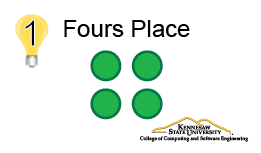 1
Fours Place
KENNESAW
STATE UNIVERSITY
College of Computing and Software Engineering